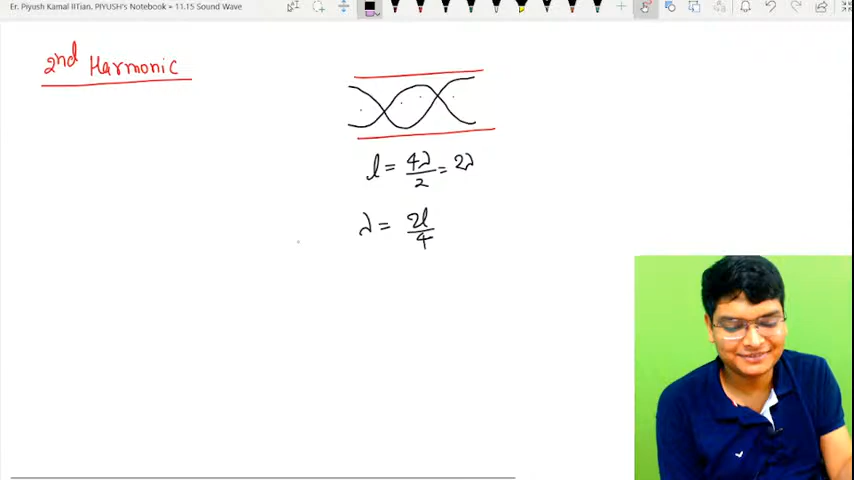 Er. Piyush Kamal IITian. PIYUSH's Notebook » 11.15 Sound Wave
2nd Harmonic
l = 4λ/2 = 2λ
λ = 2l/4